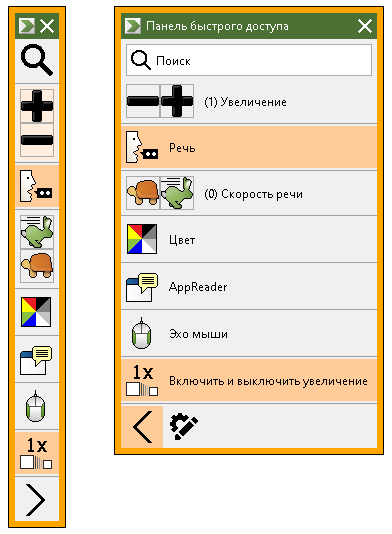 1x
Панель быстрого доступа
Поиск
(1) Увеличение
Речь
(0) Скорость речи
Цвет
AppReader
Эхо мыши
1x Включить и выключить увеличение